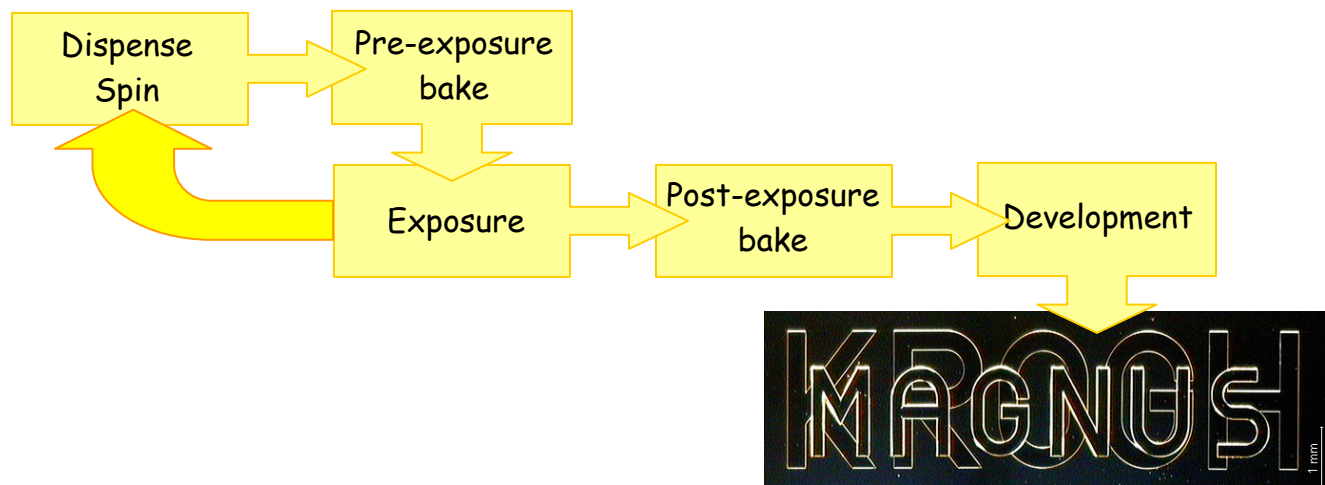 Dispense
Spin
Pre-exposure
bake
Exposure
Post-exposure
bake
Development
KROOH
MAGNUS
1 mm